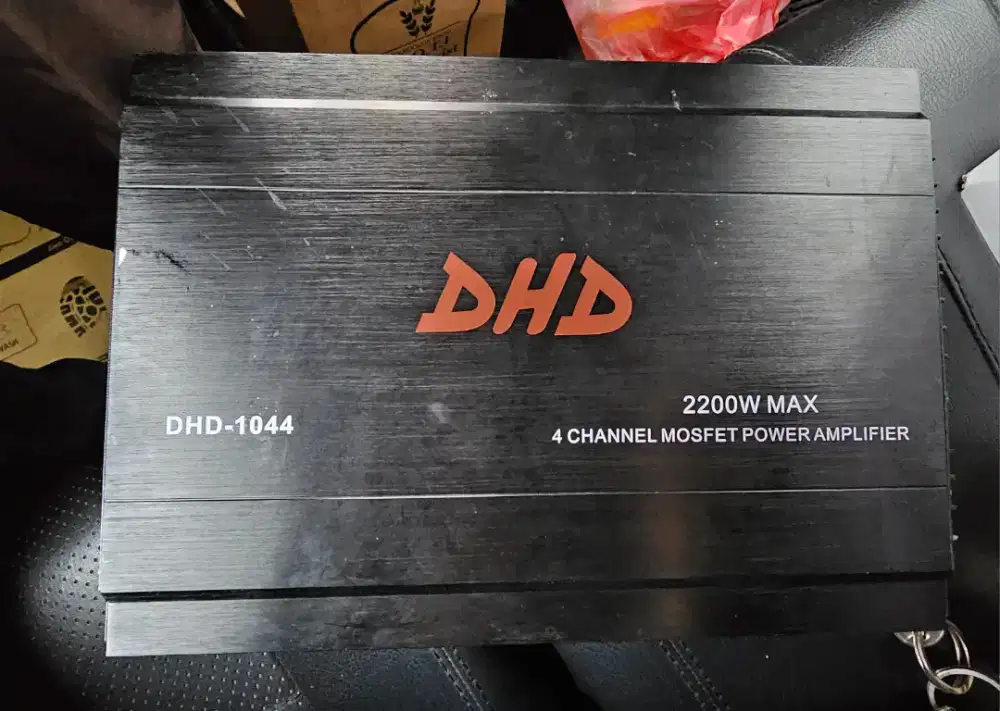 DHD
2200W MAX
DHD-1044
4 CHANNEL MOSFET POWER AMPLIFIER